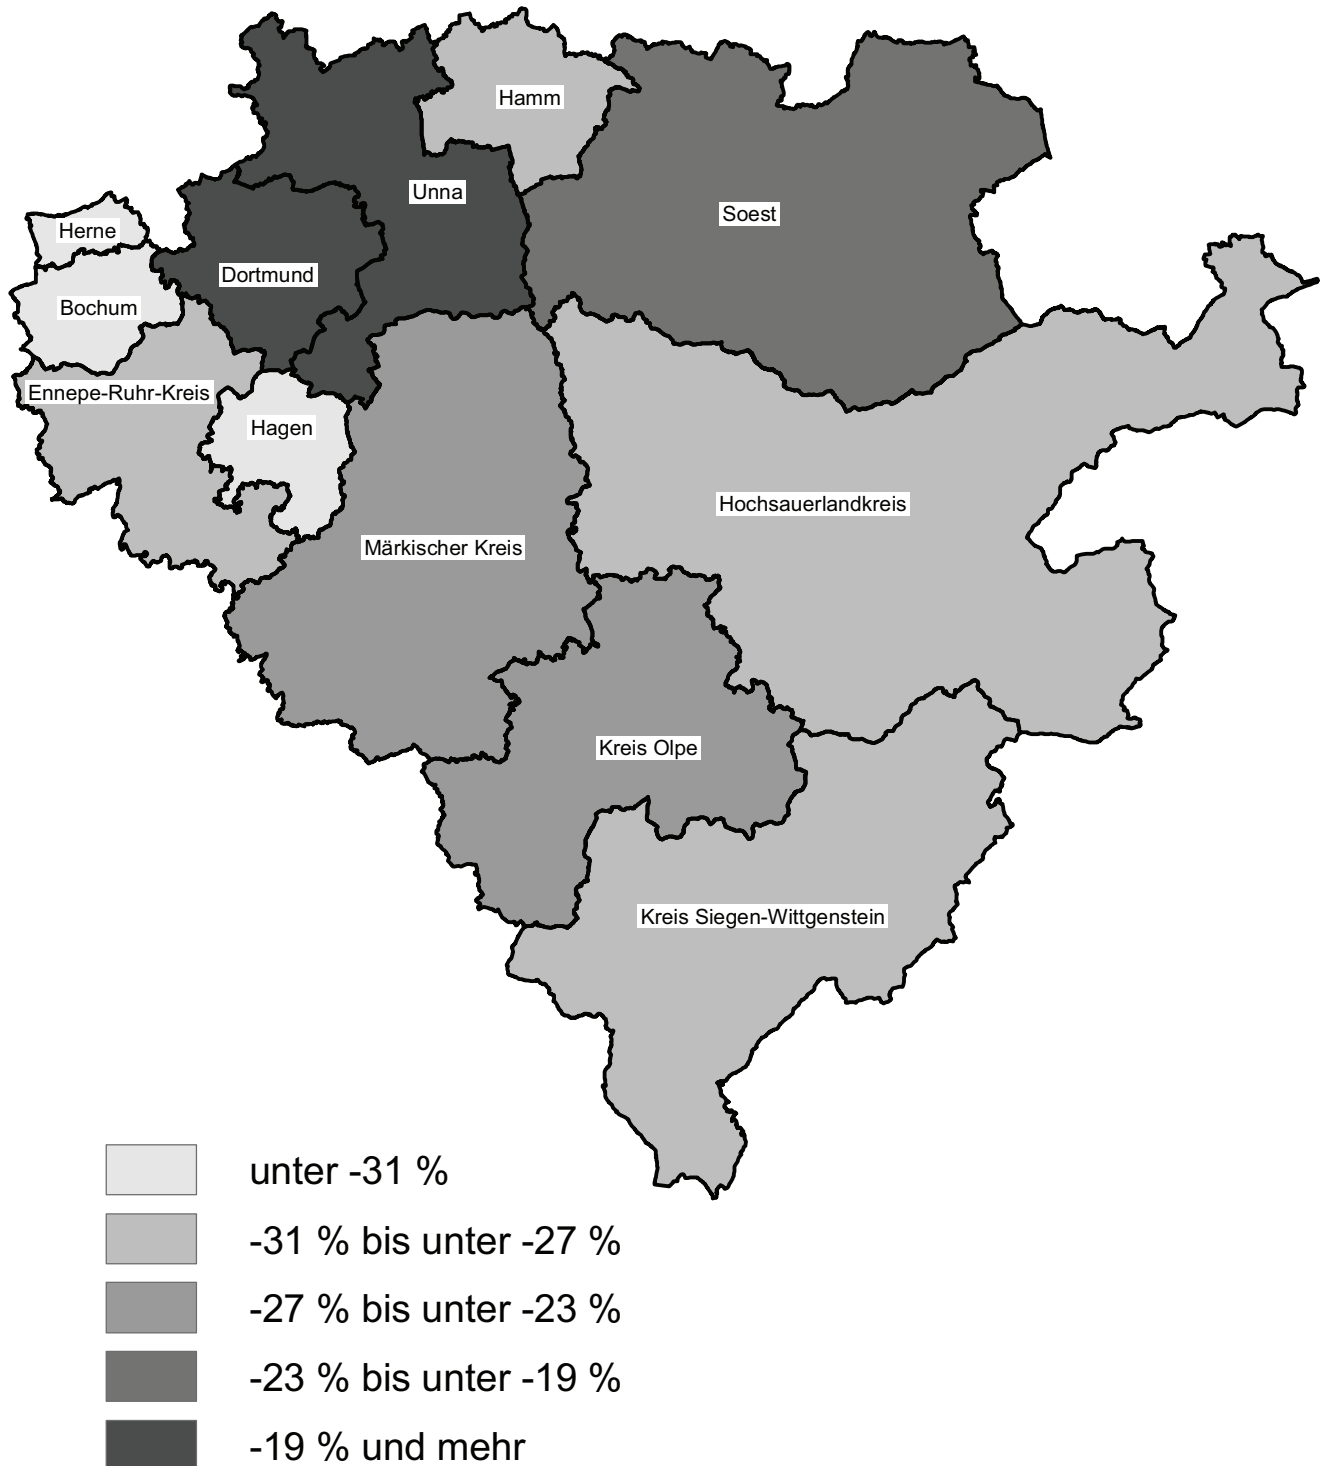 Hamm
Unna
Soest
Herne
Dortmund
Bochum
Ennepe-Ruhr-Kreis
Hagen
Hochsauerlandkreis
Märkischer Kreis
Kreis Olpe
Kreis Siegen-Wittgenstein
unter -31 %
-31 % bis unter -27 %
-27 % bis unter -23 %
-23 % bis unter -19 %
-19 % und mehr